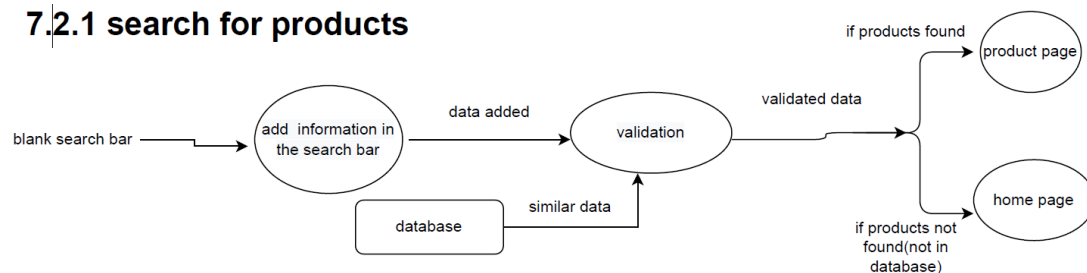 7.2.1 search for products
blank search bar
add information in
the search bar
data added
validation
database
similar data
validated data
if products found
product page
if products not
found(not in
database)
home page